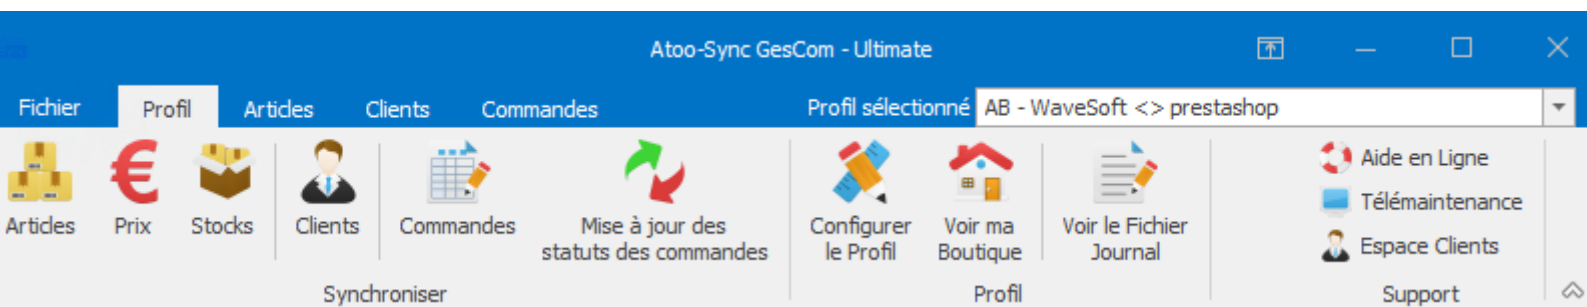 Atoo-Sync GesCom - Ultimate
Fichier Profil Articles Clients Commandes Profil sélectionné AB - WaveSoft <> prestashop
Articles
Prix
Stocks
Clients
Commandes
Mise à jour des
statuts des commandes
Configurer
le Profil
Voir ma
Boutique
Voir le Fichier
Journal
Aide en Ligne
Télémaintenance
Espace Clients
Synchroniser Profil Support